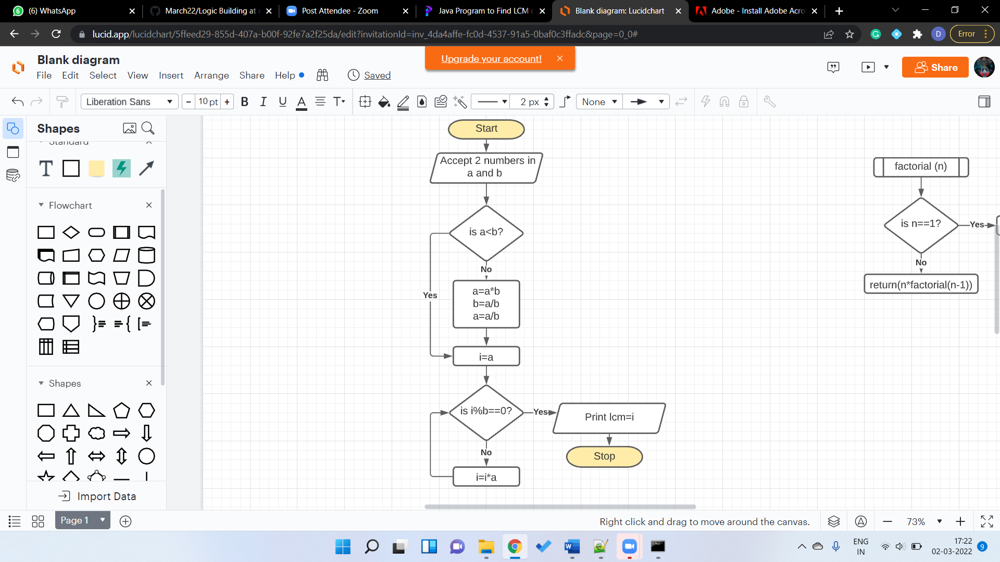 (6) WhatsApp
March22/Logic Building at
Post Attendee - Zoom
Java Program to Find LCM
Blank diagram: Lucidchart
Adobe - Install Adobe Acro
lucid.app/lucidchart/5ffeed29-855d-407a-b00f-92fe7a2f25da/edit?invitationId=inv_4da4affe-fc0d-4537-91a5-0baf0c3ffadc&page=0_0#
D
Error
Blank diagram
Upgrade your account!
File Edit Select View Insert Arrange Share Help
Saved
Share
Liberation Sans
- 10 pt +
B I U A T
2 px
None
Shapes
Standard
T
Flowchart
Shapes
Import Data
Start
Accept 2 numbers in
a and b
is a<b?
No
Yes
a=a*b
b=a/b
a=a/b
i=a
is i%b==0?
Yes
Print lcm=i
No
Stop
i=i*a
factorial (n)
is n==1?
Yes
No
return(n*factorial(n-1))
Page 1
Right click and drag to move around the canvas.
73%
ENG
IN
17:22
02-03-2022
9